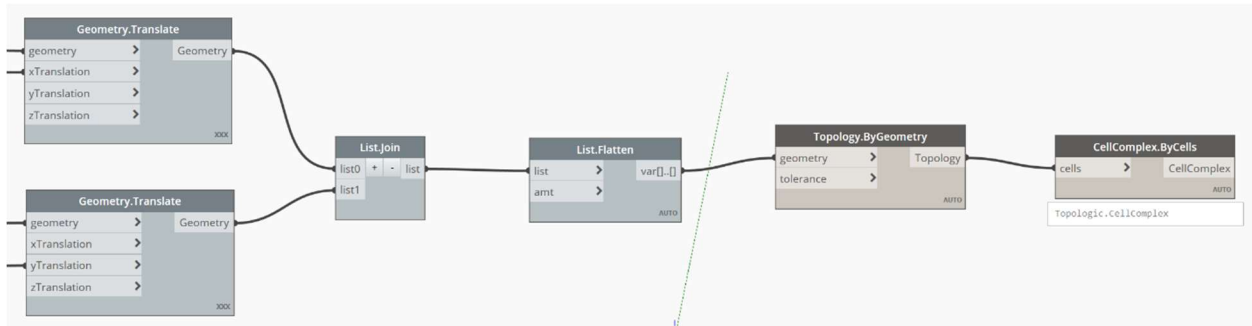 Geometry.Translate
geometry > Geometry
xTranslation >
yTranslation >
zTranslation >
XXX
Geometry.Translate
geometry > Geometry
xTranslation >
yTranslation >
zTranslation >
XXX
List.Join
list0 + - list
list1
List.Flatten
list > var[]..[]
amt >
AUTO
Topology.ByGeometry
geometry > Topology
tolerance >
AUTO
CellComplex.ByCells
cells > CellComplex
AUTO
Topologic.CellComplex